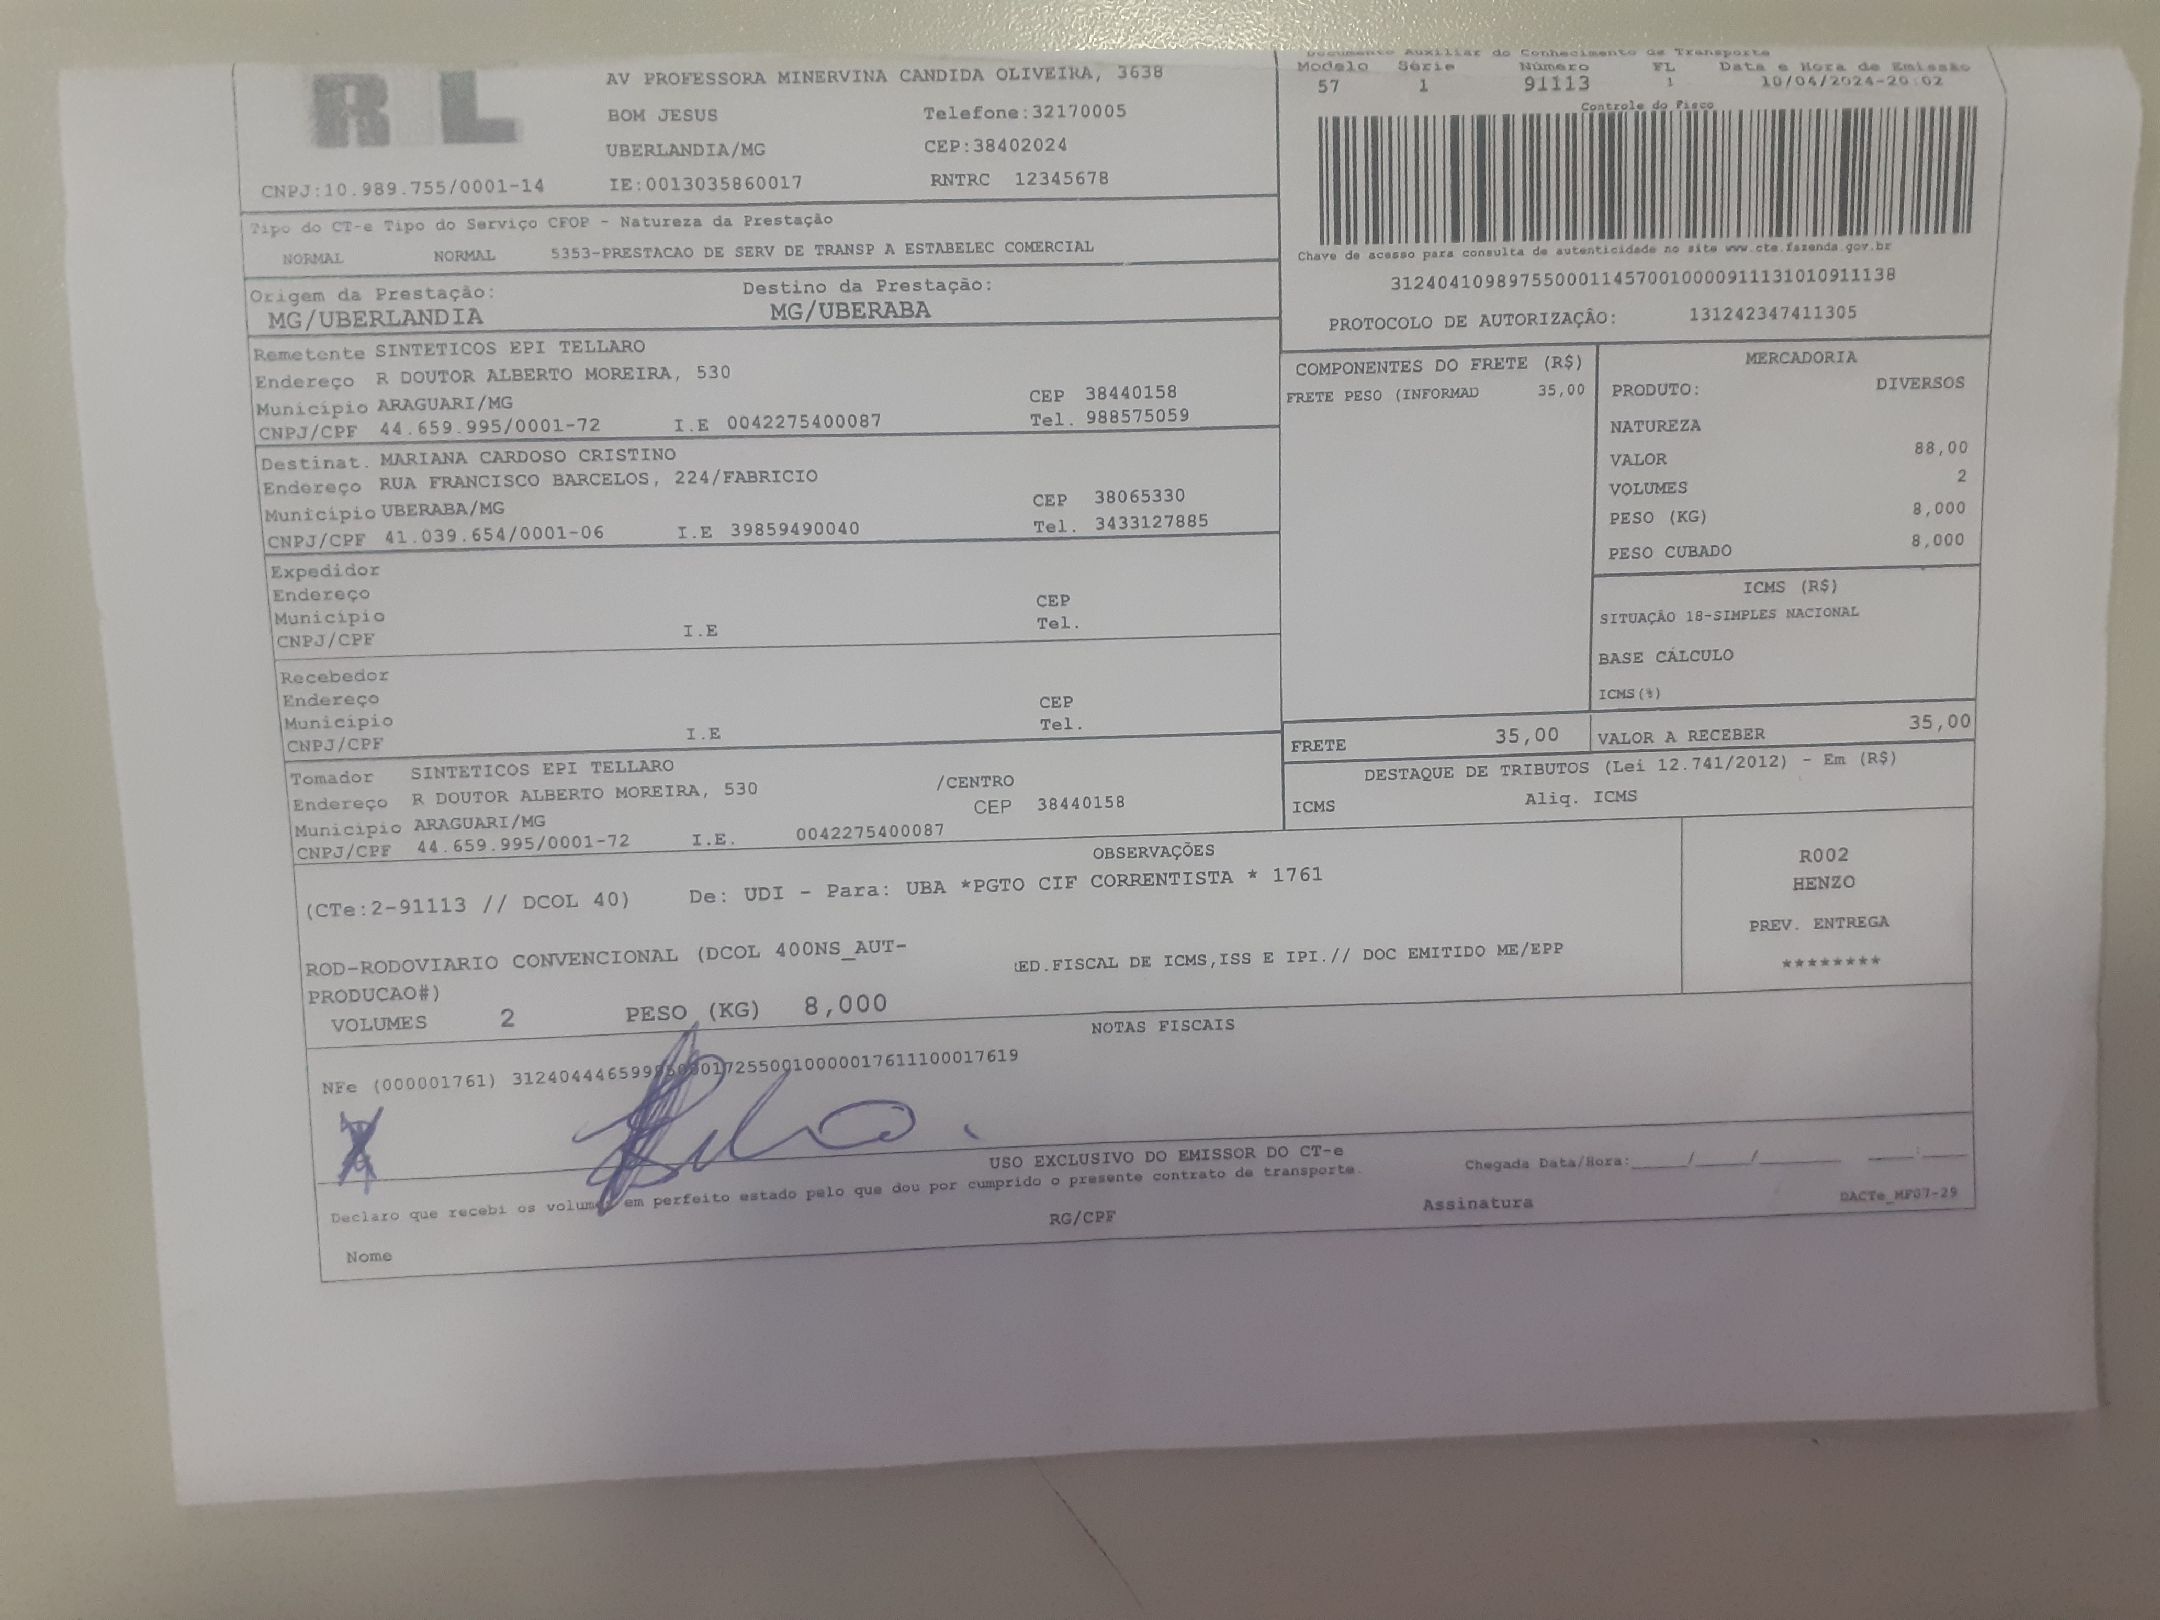 R L
AV PROFESSORA MINERVINA CANDIDA OLIVEIRA, 3638
BOM JESUS Telefone:32170005
UBERLANDIA/MG CEP:38402024
CNPJ:10.989.755/0001-14 IE:0013035860017 RNTRC 12345678
Documento Auxiliar do Conhecimento de Transporte
Modelo Série Número FL Data e Hora de Emissão
57 1 91113 1 10/04/2024-20:02
Controle do Fisco
Chave de acesso para consulta de autenticidade no site www.cte.fazenda.gov.br
31240410989755000114570010000911131010911138
PROTOCOLO DE AUTORIZAÇÃO: 131242347411305
Tipo do CT-e Tipo do Serviço CFOP - Natureza da Prestação
NORMAL NORMAL 5353-PRESTACAO DE SERV DE TRANSP A ESTABELEC COMERCIAL
Origem da Prestação: Destino da Prestação:
MG/UBERLANDIA MG/UBERABA
Remetente SINTETICOS EPI TELLARO
Endereço R DOUTOR ALBERTO MOREIRA, 530
Município ARAGUARI/MG CEP 38440158
CNPJ/CPF 44.659.995/0001-72 I.E 0042275400087 Tel. 988575059
Destinat. MARIANA CARDOSO CRISTINO
Endereço RUA FRANCISCO BARCELOS, 224/FABRICIO
Município UBERABA/MG CEP 38065330
CNPJ/CPF 41.039.654/0001-06 I.E 39859490040 Tel. 3433127885
Expedidor
Endereço
Município CEP
CNPJ/CPF I.E Tel.
Recebedor
Endereço
Município CEP
CNPJ/CPF I.E Tel.
Tomador SINTETICOS EPI TELLARO
Endereço R DOUTOR ALBERTO MOREIRA, 530 /CENTRO
Município ARAGUARI/MG CEP 38440158
CNPJ/CPF 44.659.995/0001-72 I.E. 0042275400087
COMPONENTES DO FRETE (R$)
FRETE PESO (INFORMAD 35,00
MERCADORIA
PRODUTO: DIVERSOS
NATUREZA
VALOR 88,00
VOLUMES 2
PESO (KG) 8,000
PESO CUBADO 8,000
ICMS (R$)
SITUAÇÃO 18-SIMPLES NACIONAL
BASE CÁLCULO
ICMS(%)
FRETE 35,00 VALOR A RECEBER 35,00
DESTAQUE DE TRIBUTOS (Lei 12.741/2012) - Em (R$)
ICMS Aliq. ICMS
OBSERVAÇÕES
(CTe:2-91113 // DCOL 40) De: UDI - Para: UBA *PGTO CIF CORRENTISTA * 1761
ROD-RODOVIARIO CONVENCIONAL (DCOL 400NS_AUT-
PRODUCAO#) ED.FISCAL DE ICMS,ISS E IPI.// DOC EMITIDO ME/EPP
VOLUMES 2 PESO (KG) 8,000
R002
HENZO
PREV. ENTREGA
********
NOTAS FISCAIS
NFe (000001761) 31240444659995000172550010000017611100017619
USO EXCLUSIVO DO EMISSOR DO CT-e
Declaro que recebi os volumes em perfeito estado pelo que dou por cumprido o presente contrato de transporte.
Chegada Data/Hora:____/____/______ ____:____
Nome RG/CPF Assinatura DACTe_MF07-29